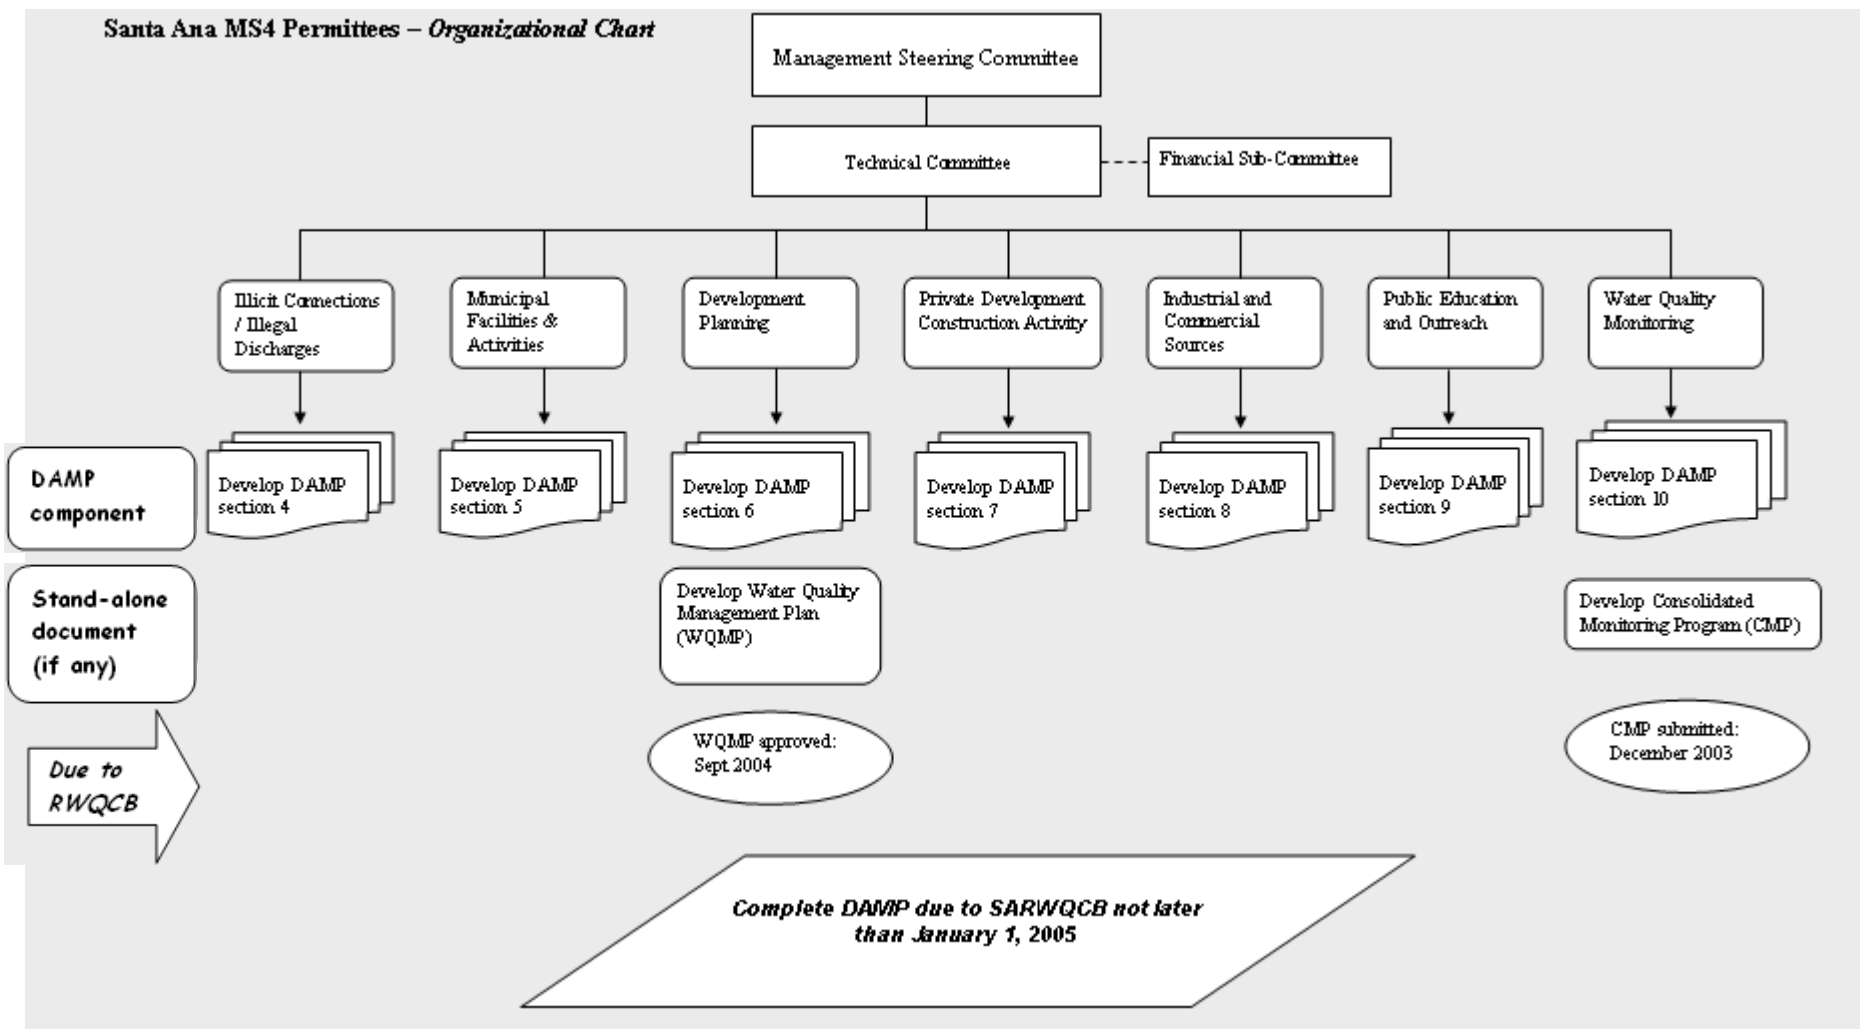 Santa Ana MS4 Permittees – Organizational Chart
Management Steering Committee
Technical Committee
Financial Sub-Committee
Illicit Connections
/ Illegal
Discharges
Municipal
Facilities &
Activities
Development
Planning
Private Development
Construction Activity
Industrial and
Commercial
Sources
Public Education
and Outreach
Water Quality
Monitoring
DAMP
component
Develop DAMP
section 4
Develop DAMP
section 5
Develop DAMP
section 6
Develop DAMP
section 7
Develop DAMP
section 8
Develop DAMP
section 9
Develop DAMP
section 10
Stand-alone
document
(if any)
Develop Water Quality
Management Plan
(WQMP)
Develop Consolidated
Monitoring Program (CMP)
Due to
RWQCB
WQMP approved:
Sept 2004
CMP submitted:
December 2003
Complete DAMP due to SARWQCB not later
than January 1, 2005